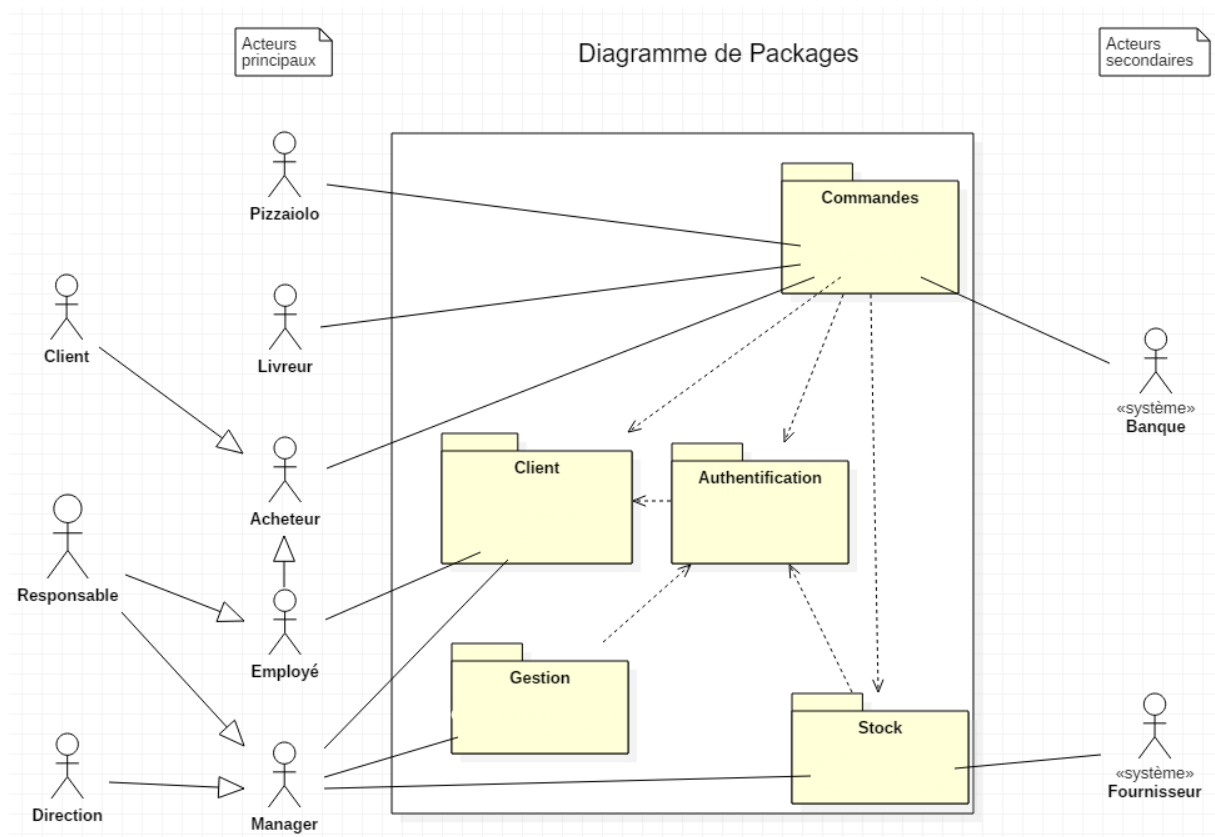 Acteurs
principaux
Diagramme de Packages
Acteurs
secondaires
Pizzaiolo
Commandes
Client
Livreur
«système»
Banque
Client
Authentification
Acheteur
Responsable
Employé
Gestion
Stock
«système»
Fournisseur
Direction
Manager